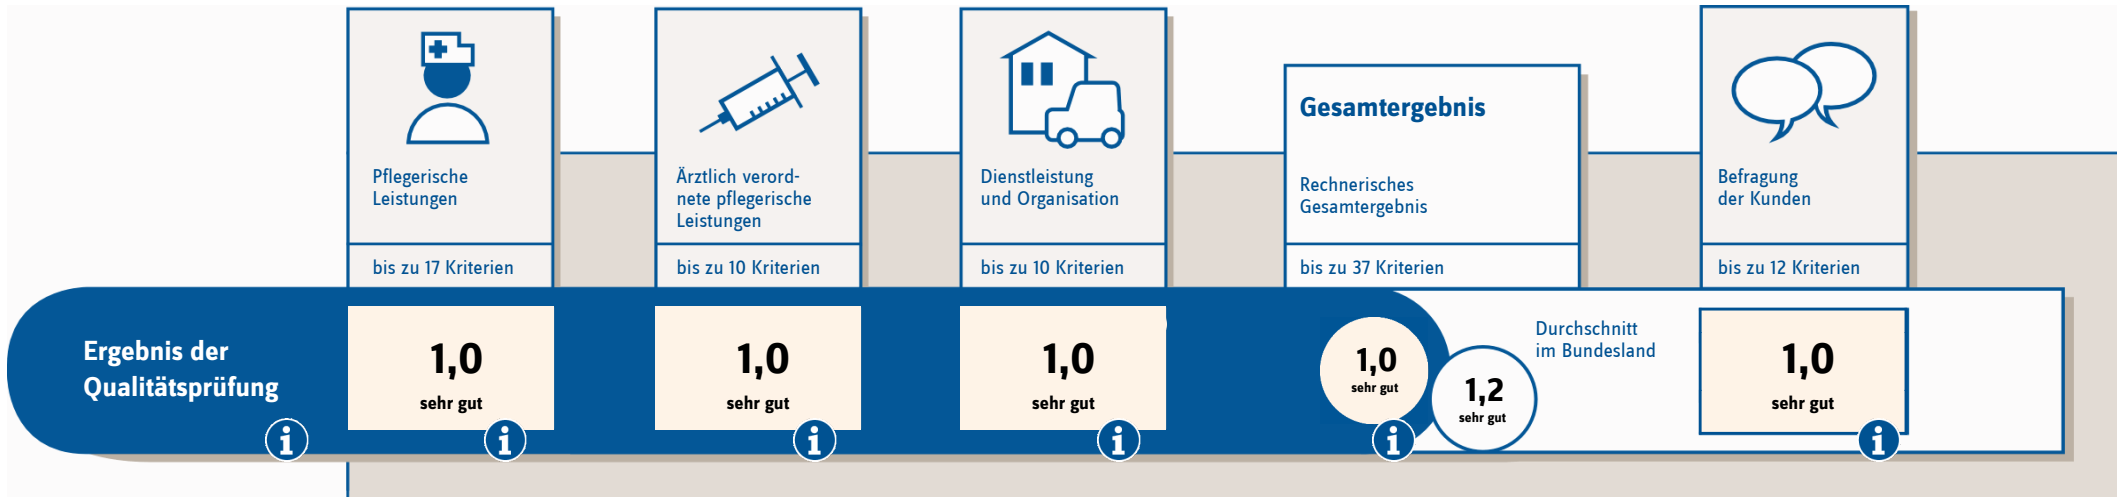 Pflegerische
Leistungen
bis zu 17 Kriterien
Ärztlich verord-
nete pflegerische
Leistungen
bis zu 10 Kriterien
Dienstleistung
und Organisation
bis zu 10 Kriterien
Gesamtergebnis
Rechnerisches
Gesamtergebnis
bis zu 37 Kriterien
Befragung
der Kunden
bis zu 12 Kriterien
Ergebnis der
Qualitätsprüfung
i
1,0
sehr gut
i
1,0
sehr gut
i
1,0
sehr gut
i
1,0
sehr gut
i
1,2
sehr gut
Durchschnitt
im Bundesland
1,0
sehr gut
i